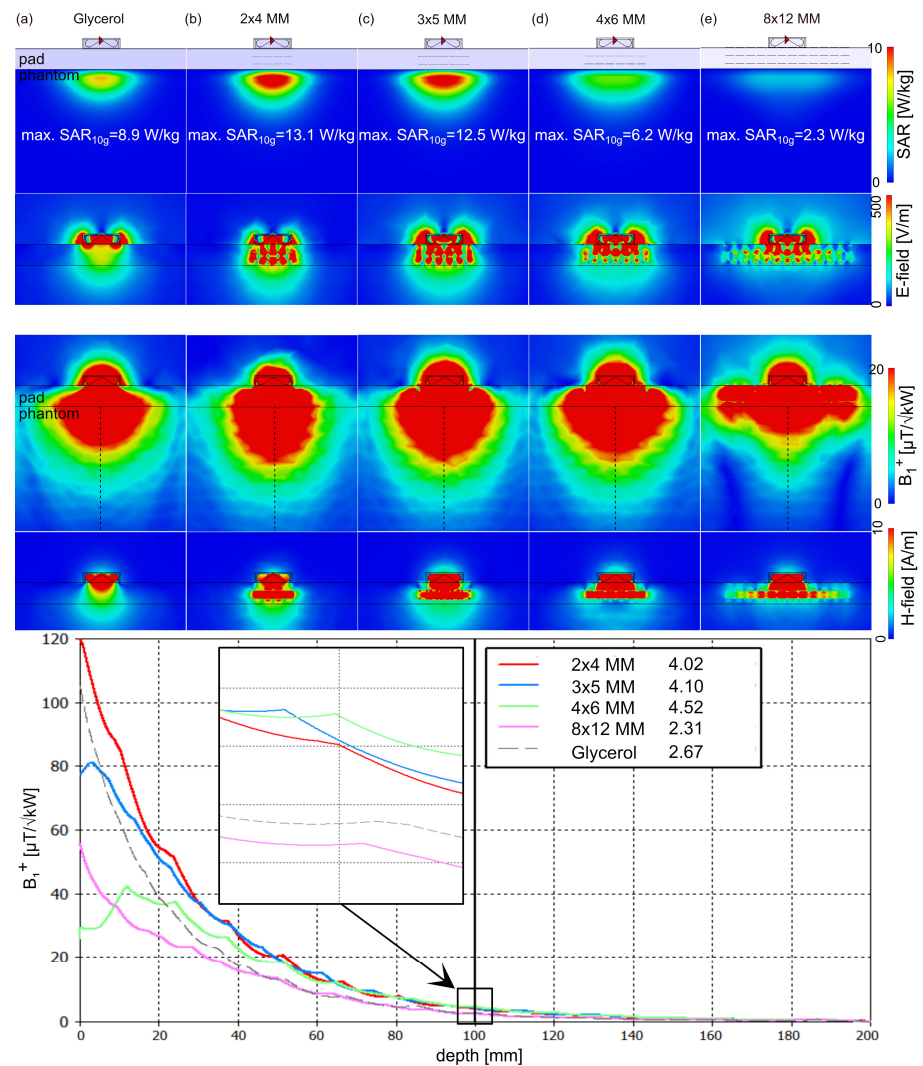 (a) Glycerol (b) 2x4 MM (c) 3x5 MM (d) 4x6 MM (e) 8x12 MM
pad
phantom
10
SAR [W/kg]
0
max. SAR10g=8.9 W/kg max. SAR10g=13.1 W/kg max. SAR10g=12.5 W/kg max. SAR10g=6.2 W/kg max. SAR10g=2.3 W/kg
500
E-field [V/m]
0
pad
phantom
20
B1+ [µT/√kW]
0
10
H-field [A/m]
0
120
100
80
60
40
20
0
B1+ [µT/√kW]
2x4 MM 4.02
3x5 MM 4.10
4x6 MM 4.52
8x12 MM 2.31
Glycerol 2.67
0 20 40 60 80 100 120 140 160 180 200
depth [mm]